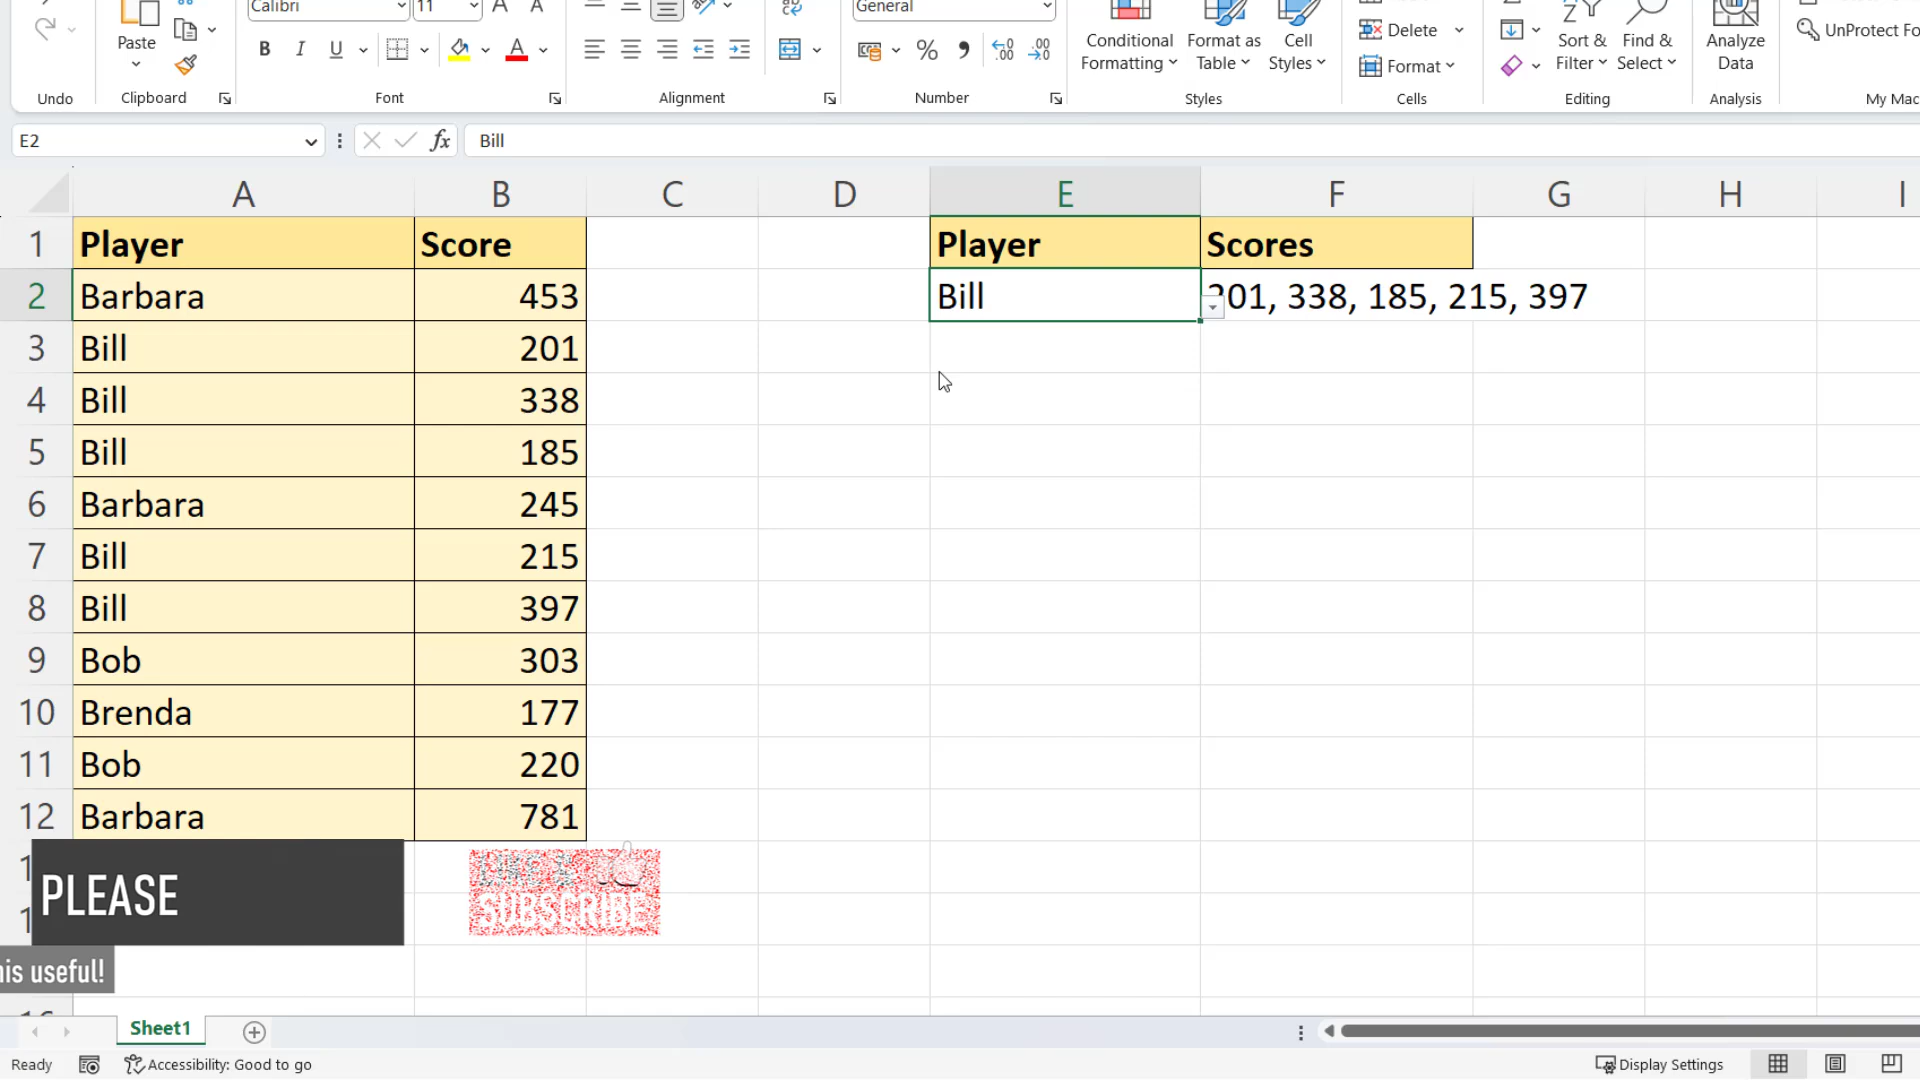 Calibri 11 General
Paste Conditional Formatting Format as Table Cell Styles Delete Format Sort & Filter Find & Select Analyze Data UnProtect Fo
Undo Clipboard Font Alignment Number Styles Cells Editing Analysis My Mac
E2 fx Bill
A B C D E F G H I
1 Player Score Player Scores
2 Barbara 453 Bill 201, 338, 185, 215, 397
3 Bill 201
4 Bill 338
5 Bill 185
6 Barbara 245
7 Bill 215
8 Bill 397
9 Bob 303
10 Brenda 177
11 Bob 220
12 Barbara 781
PLEASE
LIKE &
SUBSCRIBE
his useful!
Sheet1
Ready Accessibility: Good to go Display Settings